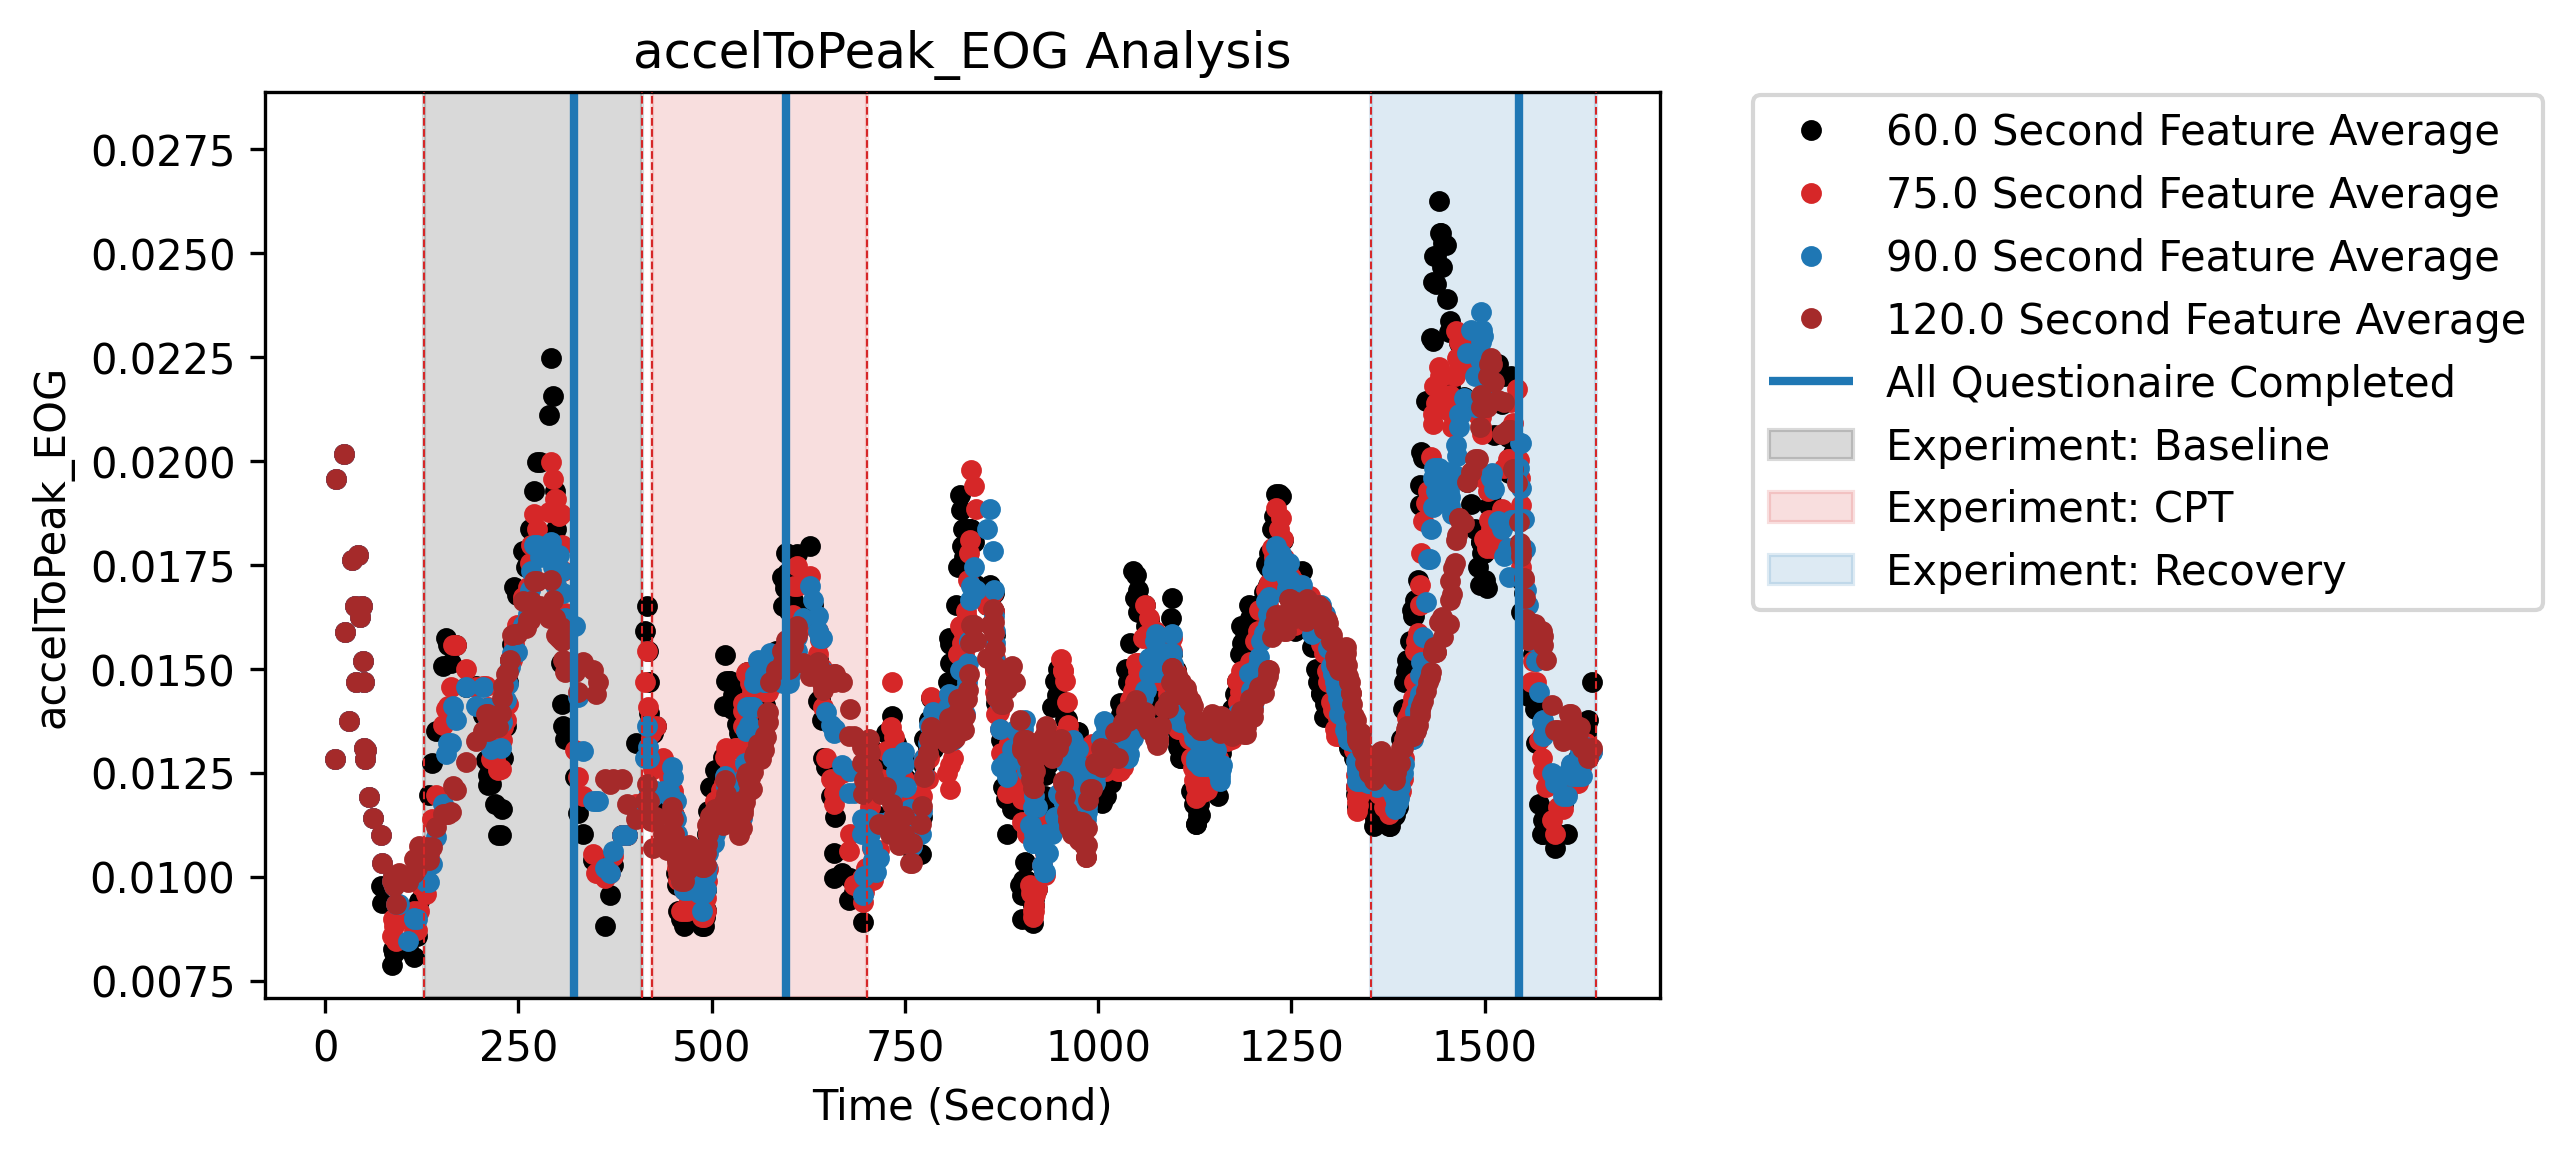 accelToPeak_EOG Analysis
accelToPeak_EOG
0.0275
0.0250
0.0225
0.0200
0.0175
0.0150
0.0125
0.0100
0.0075
0 250 500 750 1000 1250 1500
Time (Second)
60.0 Second Feature Average
75.0 Second Feature Average
90.0 Second Feature Average
120.0 Second Feature Average
All Questionaire Completed
Experiment: Baseline
Experiment: CPT
Experiment: Recovery